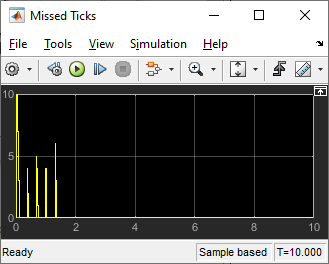 Missed Ticks
File Tools View Simulation Help
10
5
0
0 2 4 6 8 10
Ready Sample based T=10.000